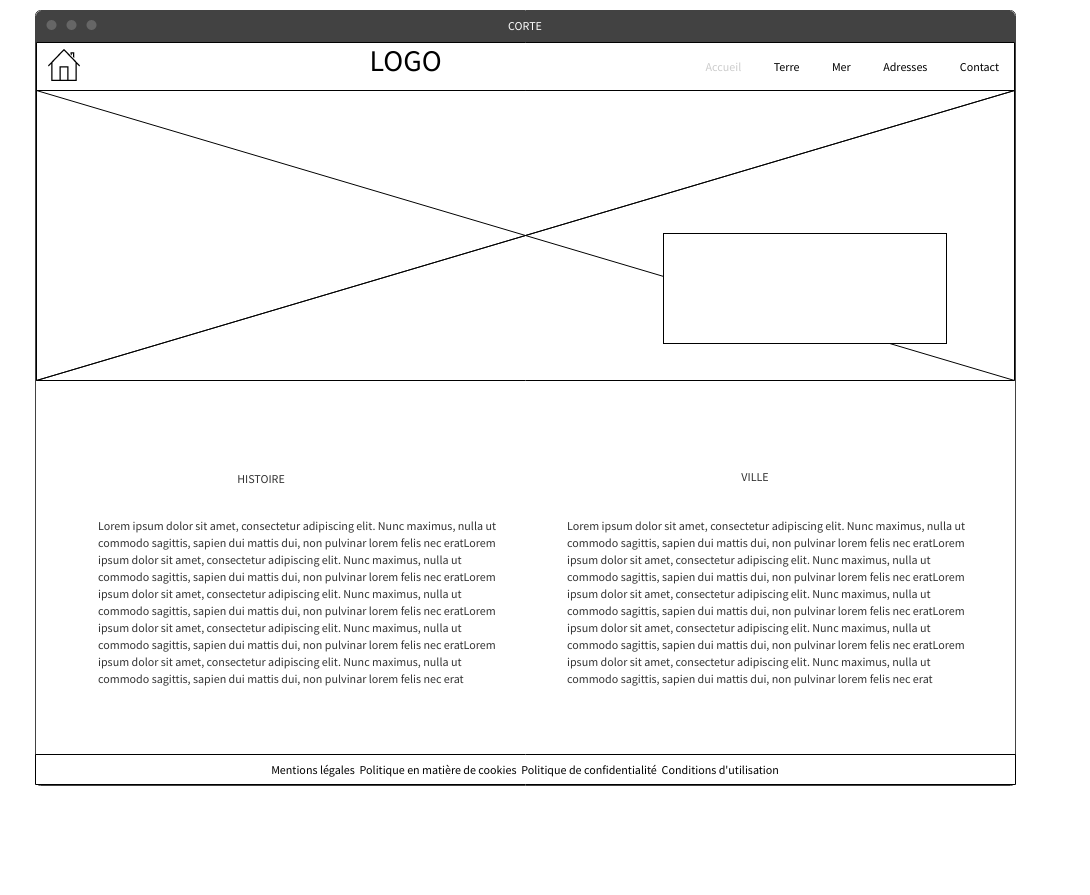 CORTE
LOGO
Accueil Terre Mer Adresses Contact
HISTOIRE
Lorem ipsum dolor sit amet, consectetur adipiscing elit. Nunc maximus, nulla ut
commodo sagittis, sapien dui mattis dui, non pulvinar lorem felis nec eratLorem
ipsum dolor sit amet, consectetur adipiscing elit. Nunc maximus, nulla ut
commodo sagittis, sapien dui mattis dui, non pulvinar lorem felis nec eratLorem
ipsum dolor sit amet, consectetur adipiscing elit. Nunc maximus, nulla ut
commodo sagittis, sapien dui mattis dui, non pulvinar lorem felis nec eratLorem
ipsum dolor sit amet, consectetur adipiscing elit. Nunc maximus, nulla ut
commodo sagittis, sapien dui mattis dui, non pulvinar lorem felis nec eratLorem
ipsum dolor sit amet, consectetur adipiscing elit. Nunc maximus, nulla ut
commodo sagittis, sapien dui mattis dui, non pulvinar lorem felis nec erat
VILLE
Lorem ipsum dolor sit amet, consectetur adipiscing elit. Nunc maximus, nulla ut
commodo sagittis, sapien dui mattis dui, non pulvinar lorem felis nec eratLorem
ipsum dolor sit amet, consectetur adipiscing elit. Nunc maximus, nulla ut
commodo sagittis, sapien dui mattis dui, non pulvinar lorem felis nec eratLorem
ipsum dolor sit amet, consectetur adipiscing elit. Nunc maximus, nulla ut
commodo sagittis, sapien dui mattis dui, non pulvinar lorem felis nec eratLorem
ipsum dolor sit amet, consectetur adipiscing elit. Nunc maximus, nulla ut
commodo sagittis, sapien dui mattis dui, non pulvinar lorem felis nec eratLorem
ipsum dolor sit amet, consectetur adipiscing elit. Nunc maximus, nulla ut
commodo sagittis, sapien dui mattis dui, non pulvinar lorem felis nec erat
Mentions légales Politique en matière de cookies Politique de confidentialité Conditions d'utilisation